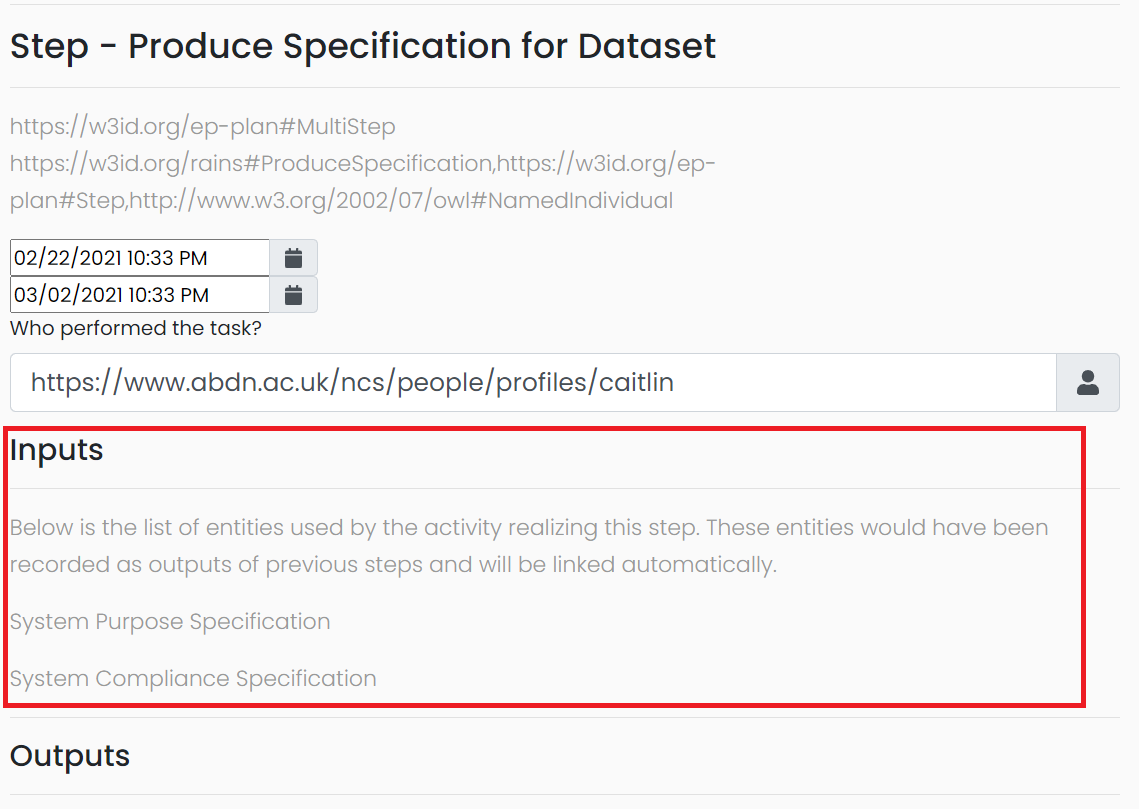 Step - Produce Specification for Dataset
https://w3id.org/ep-plan#MultiStep
https://w3id.org/rains#ProduceSpecification,https://w3id.org/ep-
plan#Step,http://www.w3.org/2002/07/owl#NamedIndividual
02/22/2021 10:33 PM
03/02/2021 10:33 PM
Who performed the task?
https://www.abdn.ac.uk/ncs/people/profiles/caitlin
Inputs
Below is the list of entities used by the activity realizing this step. These entities would have been
recorded as outputs of previous steps and will be linked automatically.
System Purpose Specification
System Compliance Specification
Outputs